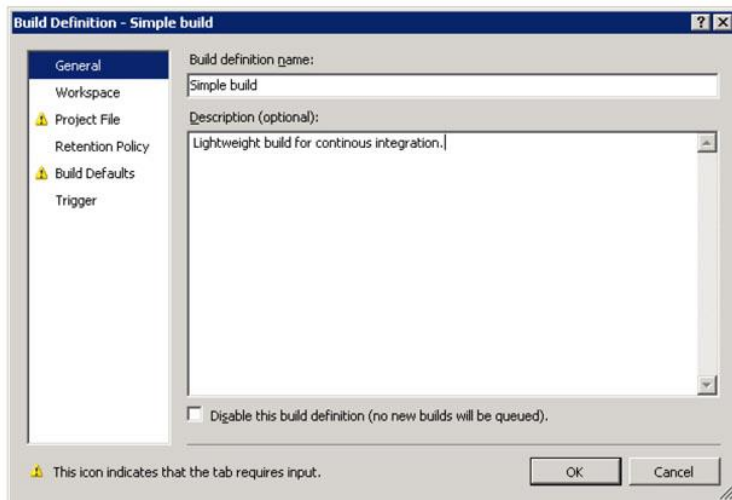 Build Definition - Simple build
General
Workspace
Project File
Retention Policy
Build Defaults
Trigger
Build definition name:
Simple build
Description (optional):
Lightweight build for continous integration.
Disable this build definition (no new builds will be queued).
This icon indicates that the tab requires input.
OK
Cancel